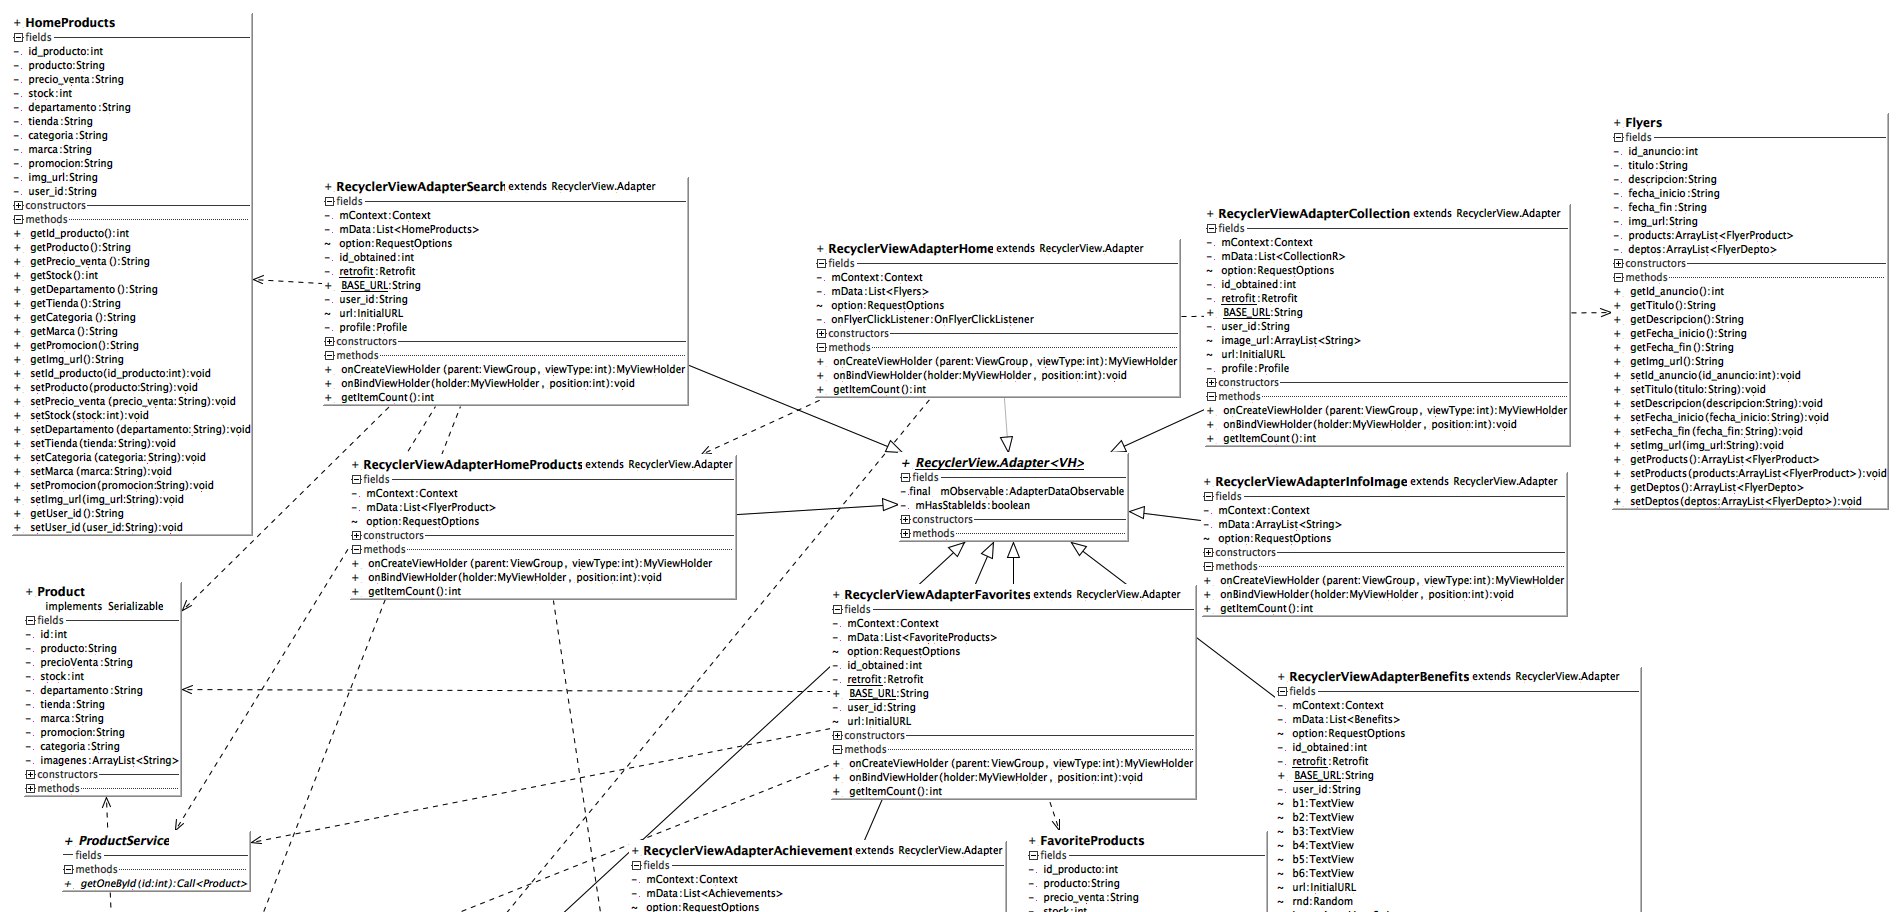 + HomeProducts
fields
- id_producto:int
- producto:String
- precio_venta:String
- stock:int
- departamento:String
- tienda:String
- categoria:String
- marca:String
- promocion:String
- img_url:String
- user_id:String
constructors
methods
+ getId_producto():int
+ getProducto():String
+ getPrecio_venta():String
+ getStock():int
+ getDepartamento():String
+ getTienda():String
+ getCategoria():String
+ getMarca():String
+ getPromocion():String
+ getImg_url():String
+ setId_producto(id_producto:int):void
+ setProducto(producto:String):void
+ setPrecio_venta(precio_venta:String):void
+ setStock(stock:int):void
+ setDepartamento(departamento:String):void
+ setTienda(tienda:String):void
+ setCategoria(categoria:String):void
+ setMarca(marca:String):void
+ setPromocion(promocion:String):void
+ setImg_url(img_url:String):void
+ getUser_id():String
+ setUser_id(user_id:String):void
+ RecyclerViewAdapterSearch extends RecyclerView.Adapter
fields
- mContext:Context
- mData:List<HomeProducts>
~ option:RequestOptions
- id_obtained:int
- retrofit:Retrofit
+ BASE_URL:String
- user_id:String
~ url:InitialURL
- profile:Profile
constructors
methods
+ onCreateViewHolder(parent:ViewGroup, viewType:int):MyViewHolder
+ onBindViewHolder(holder:MyViewHolder, position:int):void
+ getItemCount():int
+ RecyclerViewAdapterHome extends RecyclerView.Adapter
fields
- mContext:Context
- mData:List<Flyers>
~ option:RequestOptions
- onFlyerClickListener:OnFlyerClickListener
constructors
methods
+ onCreateViewHolder(parent:ViewGroup, viewType:int):MyViewHolder
+ onBindViewHolder(holder:MyViewHolder, position:int):void
+ getItemCount():int
+ RecyclerViewAdapterCollection extends RecyclerView.Adapter
fields
- mContext:Context
- mData:List<CollectionR>
~ option:RequestOptions
- id_obtained:int
- retrofit:Retrofit
+ BASE_URL:String
- user_id:String
~ image_url:ArrayList<String>
~ url:InitialURL
- profile:Profile
constructors
methods
+ onCreateViewHolder(parent:ViewGroup, viewType:int):MyViewHolder
+ onBindViewHolder(holder:MyViewHolder, position:int):void
+ getItemCount():int
+ Flyers
fields
- id_anuncio:int
- titulo:String
- descripcion:String
- fecha_inicio:String
- fecha_fin:String
- img_url:String
- products:ArrayList<FlyerProduct>
- deptos:ArrayList<FlyerDepto>
constructors
methods
+ getId_anuncio():int
+ getTitulo():String
+ getDescripcion():String
+ getFecha_inicio():String
+ getFecha_fin():String
+ getImg_url():String
+ setId_anuncio(id_anuncio:int):void
+ setTitulo(titulo:String):void
+ setDescripcion(descripcion:String):void
+ setFecha_inicio(fecha_inicio:String):void
+ setFecha_fin(fecha_fin:String):void
+ setImg_url(img_url:String):void
+ getProducts():ArrayList<FlyerProduct>
+ setProducts(products:ArrayList<FlyerProduct>):void
+ getDeptos():ArrayList<FlyerDepto>
+ setDeptos(deptos:ArrayList<FlyerDepto>):void
+ RecyclerViewAdapterHomeProducts extends RecyclerView.Adapter
fields
- mContext:Context
- mData:List<FlyerProduct>
~ option:RequestOptions
constructors
methods
+ onCreateViewHolder(parent:ViewGroup, viewType:int):MyViewHolder
+ onBindViewHolder(holder:MyViewHolder, position:int):void
+ getItemCount():int
+ RecyclerView.Adapter<VH>
fields
- final mObservable:AdapterDataObservable
- mHasStableIds:boolean
constructors
methods
+ RecyclerViewAdapterInfoImage extends RecyclerView.Adapter
fields
- mContext:Context
- mData:ArrayList<String>
~ option:RequestOptions
constructors
methods
+ onCreateViewHolder(parent:ViewGroup, viewType:int):MyViewHolder
+ onBindViewHolder(holder:MyViewHolder, position:int):void
+ getItemCount():int
+ Product
implements Serializable
fields
- id:int
- producto:String
- precioVenta:String
- stock:int
- departamento:String
- tienda:String
- marca:String
- promocion:String
- categoria:String
- imagenes:ArrayList<String>
constructors
methods
+ RecyclerViewAdapterFavorites extends RecyclerView.Adapter
fields
- mContext:Context
- mData:List<FavoriteProducts>
~ option:RequestOptions
- id_obtained:int
- retrofit:Retrofit
+ BASE_URL:String
- user_id:String
~ url:InitialURL
constructors
methods
+ onCreateViewHolder(parent:ViewGroup, viewType:int):MyViewHolder
+ onBindViewHolder(holder:MyViewHolder, position:int):void
+ getItemCount():int
+ RecyclerViewAdapterBenefits extends RecyclerView.Adapter
fields
- mContext:Context
- mData:List<Benefits>
~ option:RequestOptions
- id_obtained:int
- retrofit:Retrofit
+ BASE_URL:String
- user_id:String
~ b1:TextView
~ b2:TextView
~ b3:TextView
~ b4:TextView
~ b5:TextView
~ b6:TextView
~ url:InitialURL
~ rnd:Random
+ ProductService
fields
methods
+ getOneById(id:int):Call<Product>
+ RecyclerViewAdapterAchievement extends RecyclerView.Adapter
fields
- mContext:Context
- mData:List<Achievements>
~ option:RequestOptions
+ FavoriteProducts
fields
- id_producto:int
- producto:String
- precio_venta:String
- stock:int